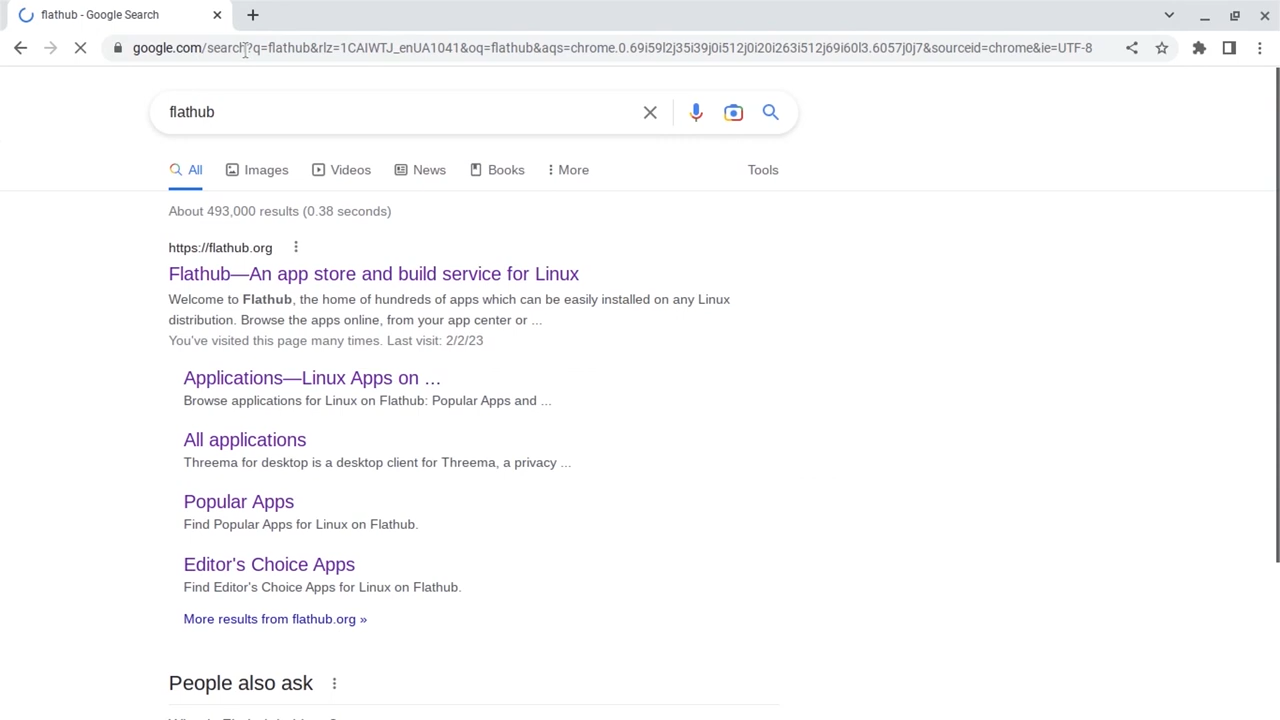 flathub - Google Search
google.com/search?q=flathub&rlz=1CAIWTJ_enUA1041&oq=flathub&aqs=chrome.0.69i59l2j35i39j0i512j0i20i263i512j69i60l3.6057j0j7&sourceid=chrome&ie=UTF-8
flathub
All Images Videos News Books More Tools
About 493,000 results (0.38 seconds)
https://flathub.org
Flathub—An app store and build service for Linux
Welcome to Flathub, the home of hundreds of apps which can be easily installed on any Linux
distribution. Browse the apps online, from your app center or ...
You've visited this page many times. Last visit: 2/2/23
Applications—Linux Apps on ...
Browse applications for Linux on Flathub: Popular Apps and ...
All applications
Threema for desktop is a desktop client for Threema, a privacy ...
Popular Apps
Find Popular Apps for Linux on Flathub.
Editor's Choice Apps
Find Editor's Choice Apps for Linux on Flathub.
More results from flathub.org »
People also ask